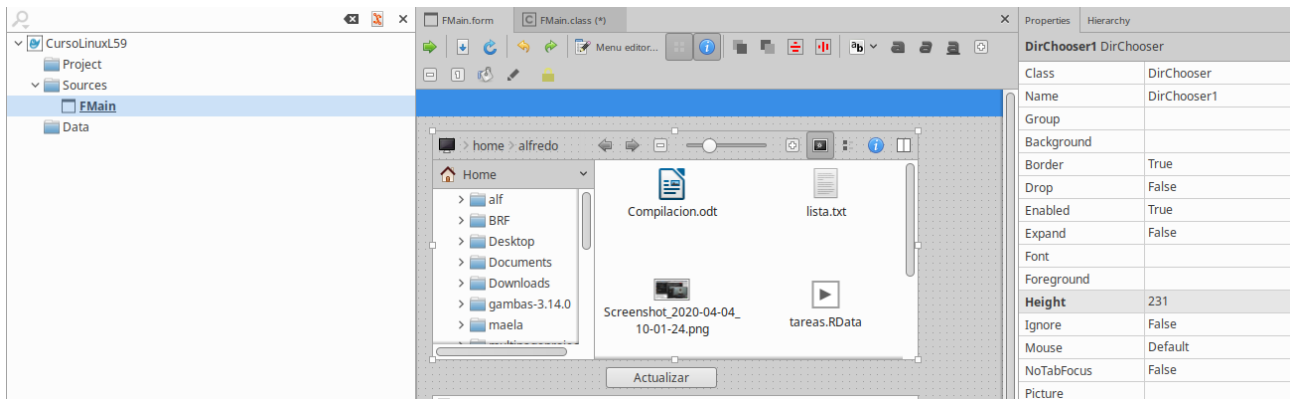 CursoLinuxL59
Project
Sources
FMain
Data
FMain.form
FMain.class (*)
Menu editor...
home
alfredo
Home
alf
BRF
Desktop
Documents
Downloads
gambas-3.14.0
maela
Compilacion.odt
lista.txt
Screenshot_2020-04-04_
10-01-24.png
tareas.RData
Actualizar
Properties Hierarchy
DirChooser1 DirChooser
Class DirChooser
Name DirChooser1
Group
Background
Border True
Drop False
Enabled True
Expand False
Font
Foreground
Height 231
Ignore False
Mouse Default
NoTabFocus False
Picture